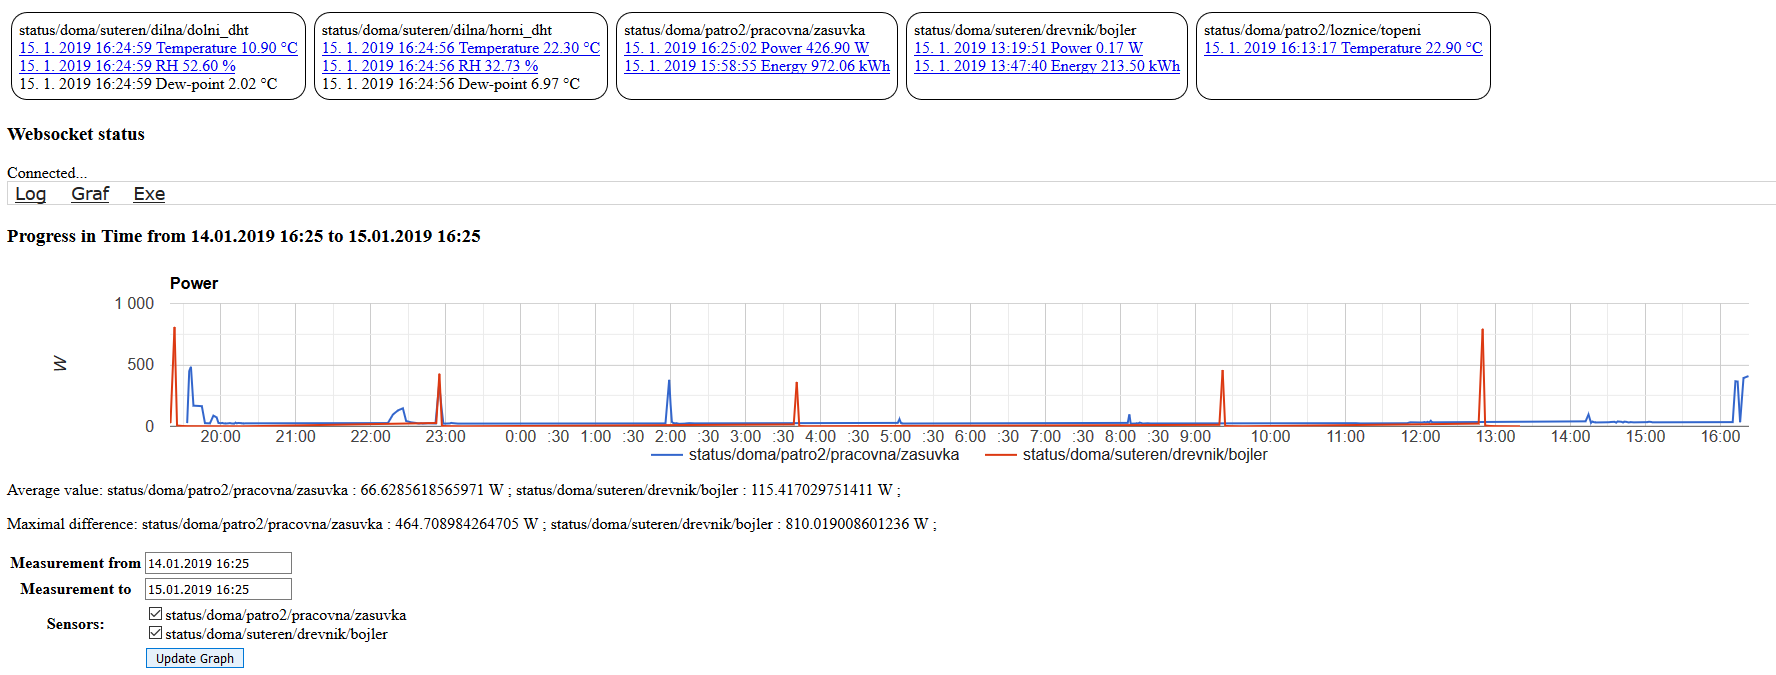 status/doma/suteren/dilna/dolni_dht
15. 1. 2019 16:24:59 Temperature 10.90 °C
15. 1. 2019 16:24:59 RH 52.60 %
15. 1. 2019 16:24:59 Dew-point 2.02 °C
status/doma/suteren/dilna/horni_dht
15. 1. 2019 16:24:56 Temperature 22.30 °C
15. 1. 2019 16:24:56 RH 32.73 %
15. 1. 2019 16:24:56 Dew-point 6.97 °C
status/doma/patro2/pracovna/zasuvka
15. 1. 2019 16:25:02 Power 426.90 W
15. 1. 2019 15:58:55 Energy 972.06 kWh
status/doma/suteren/drevnik/bojler
15. 1. 2019 13:19:51 Power 0.17 W
15. 1. 2019 13:47:40 Energy 213.50 kWh
status/doma/patro2/loznice/topeni
15. 1. 2019 16:13:17 Temperature 22.90 °C
Websocket status
Connected...
Log Graf Exe
Progress in Time from 14.01.2019 16:25 to 15.01.2019 16:25
Power
1 000
500
0
W
20:00 21:00 22:00 23:00 0:00 :30 1:00 :30 2:00 :30 3:00 :30 4:00 :30 5:00 :30 6:00 :30 7:00 :30 8:00 :30 9:00 10:00 11:00 12:00 13:00 14:00 15:00 16:00
status/doma/patro2/pracovna/zasuvka status/doma/suteren/drevnik/bojler
Average value: status/doma/patro2/pracovna/zasuvka : 66.6285618565971 W ; status/doma/suteren/drevnik/bojler : 115.417029751411 W ;
Maximal difference: status/doma/patro2/pracovna/zasuvka : 464.708984264705 W ; status/doma/suteren/drevnik/bojler : 810.019008601236 W ;
Measurement from 14.01.2019 16:25
Measurement to 15.01.2019 16:25
Sensors:
status/doma/patro2/pracovna/zasuvka
status/doma/suteren/drevnik/bojler
Update Graph